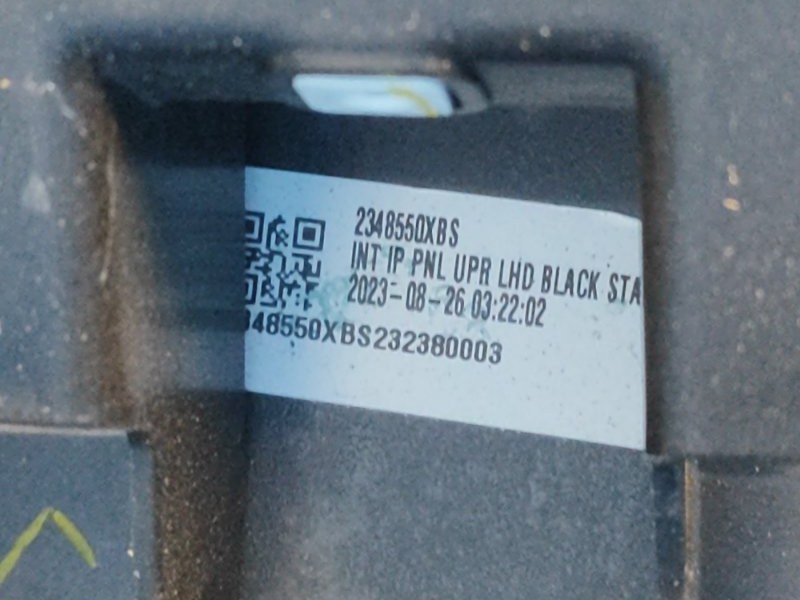 2348550XBS
INT IP PNL UPR LHD BLACK STA
2023-08-26 03:22:02
348550XBS232380003